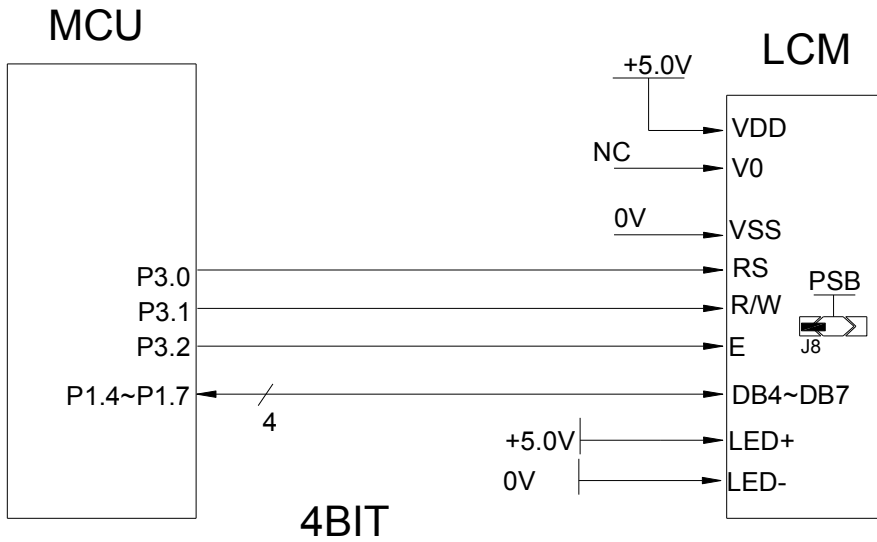 MCU
LCM
+5.0V
VDD
NC
V0
0V
VSS
P3.0
RS
PSB
P3.1
R/W
P3.2
E
J8
P1.4~P1.7
4
DB4~DB7
+5.0V
LED+
0V
LED-
4BIT